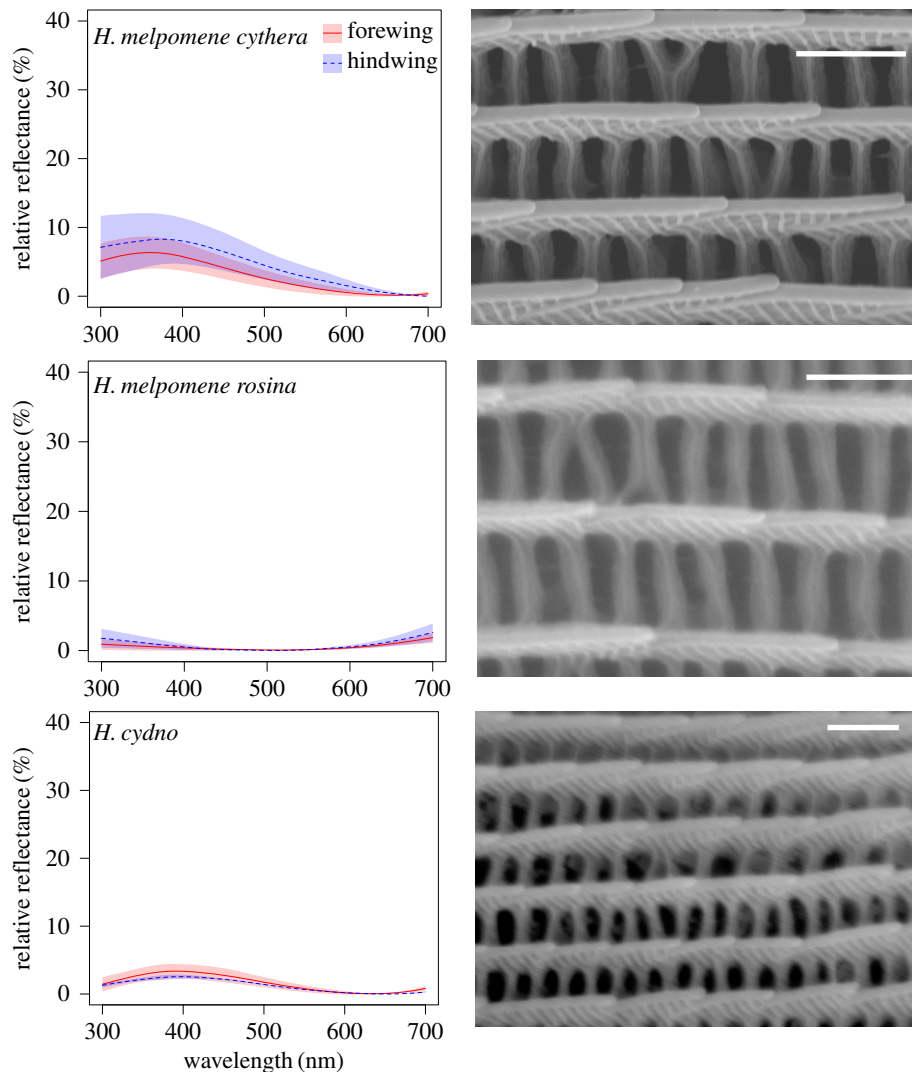 H. melpomene cythera
forewing
hindwing
relative reflectance (%)
40
30
20
10
0
300 400 500 600 700
H. melpomene rosina
relative reflectance (%)
40
30
20
10
0
300 400 500 600 700
H. cydno
relative reflectance (%)
40
30
20
10
0
300 400 500 600 700
wavelength (nm)